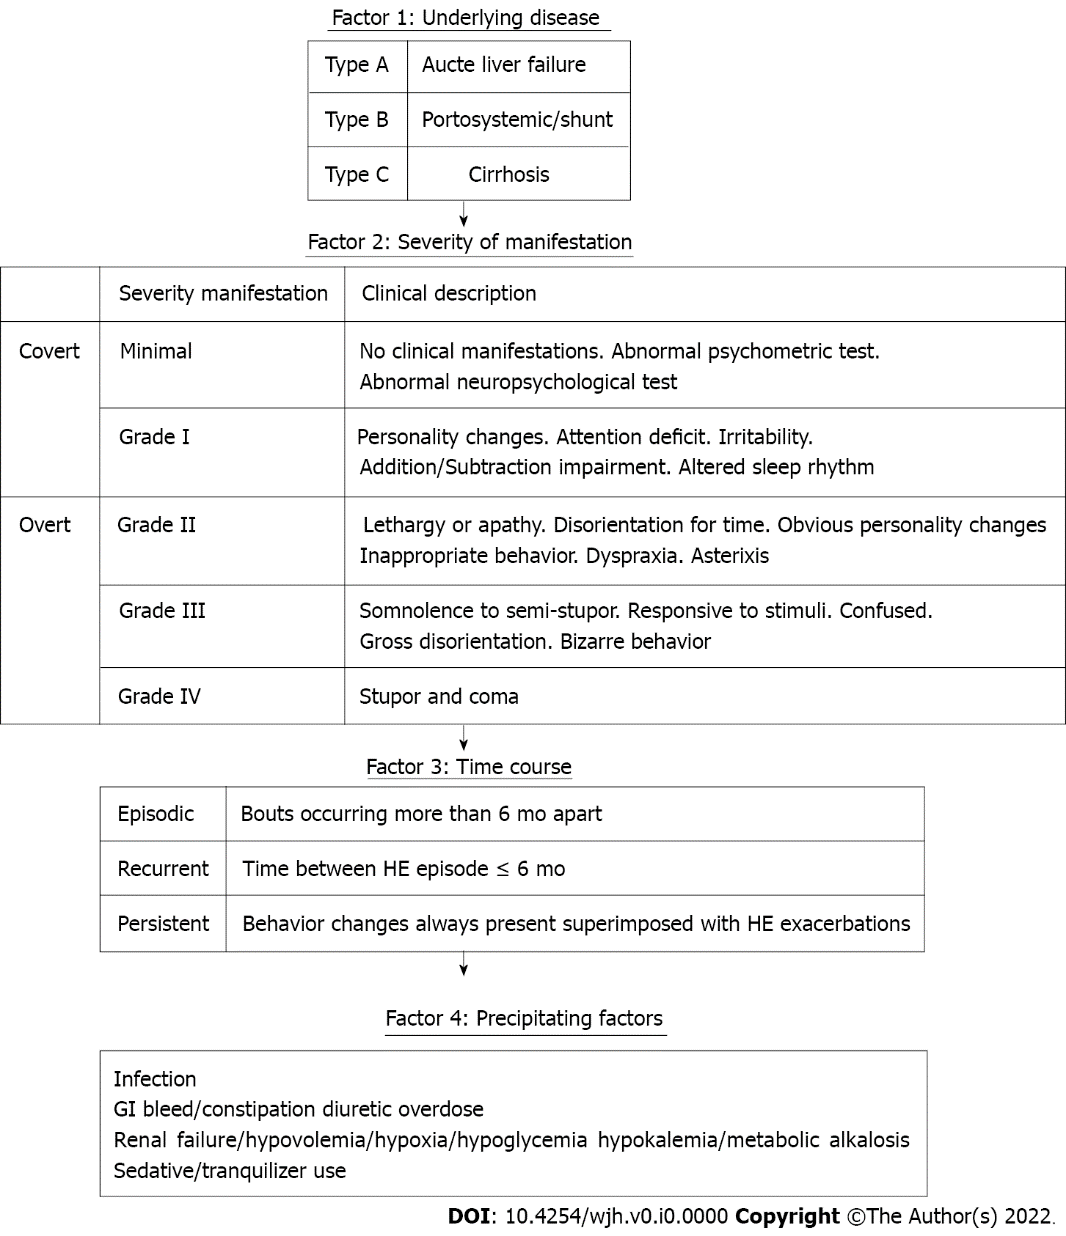 Factor 1: Underlying disease
Type A Aucte liver failure
Type B Portosystemic/shunt
Type C Cirrhosis
Factor 2: Severity of manifestation
Severity manifestation Clinical description
Covert Minimal No clinical manifestations. Abnormal psychometric test.
Abnormal neuropsychological test
Grade I Personality changes. Attention deficit. Irritability.
Addition/Subtraction impairment. Altered sleep rhythm
Overt Grade II Lethargy or apathy. Disorientation for time. Obvious personality changes
Inappropriate behavior. Dyspraxia. Asterixis
Grade III Somnolence to semi-stupor. Responsive to stimuli. Confused.
Gross disorientation. Bizarre behavior
Grade IV Stupor and coma
Factor 3: Time course
Episodic Bouts occurring more than 6 mo apart
Recurrent Time between HE episode ≤ 6 mo
Persistent Behavior changes always present superimposed with HE exacerbations
Factor 4: Precipitating factors
Infection
GI bleed/constipation diuretic overdose
Renal failure/hypovolemia/hypoxia/hypoglycemia hypokalemia/metabolic alkalosis
Sedative/tranquilizer use
DOI: 10.4254/wjh.v0.i0.0000 Copyright ©The Author(s) 2022.